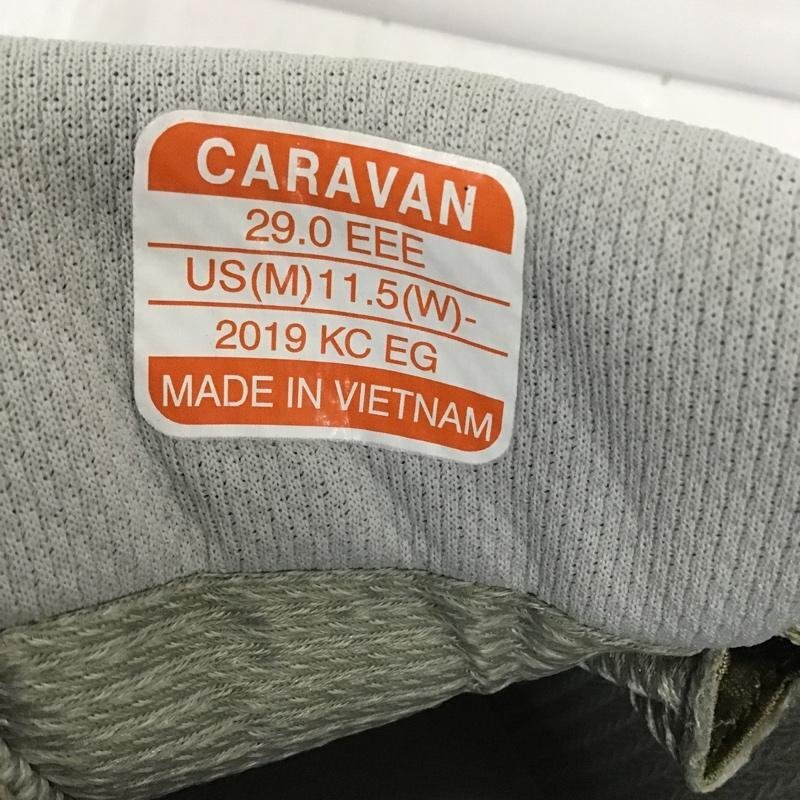 CARAVAN
29.0 EEE
US(M)11.5(W)-
2019 KC EG
MADE IN VIETNAM